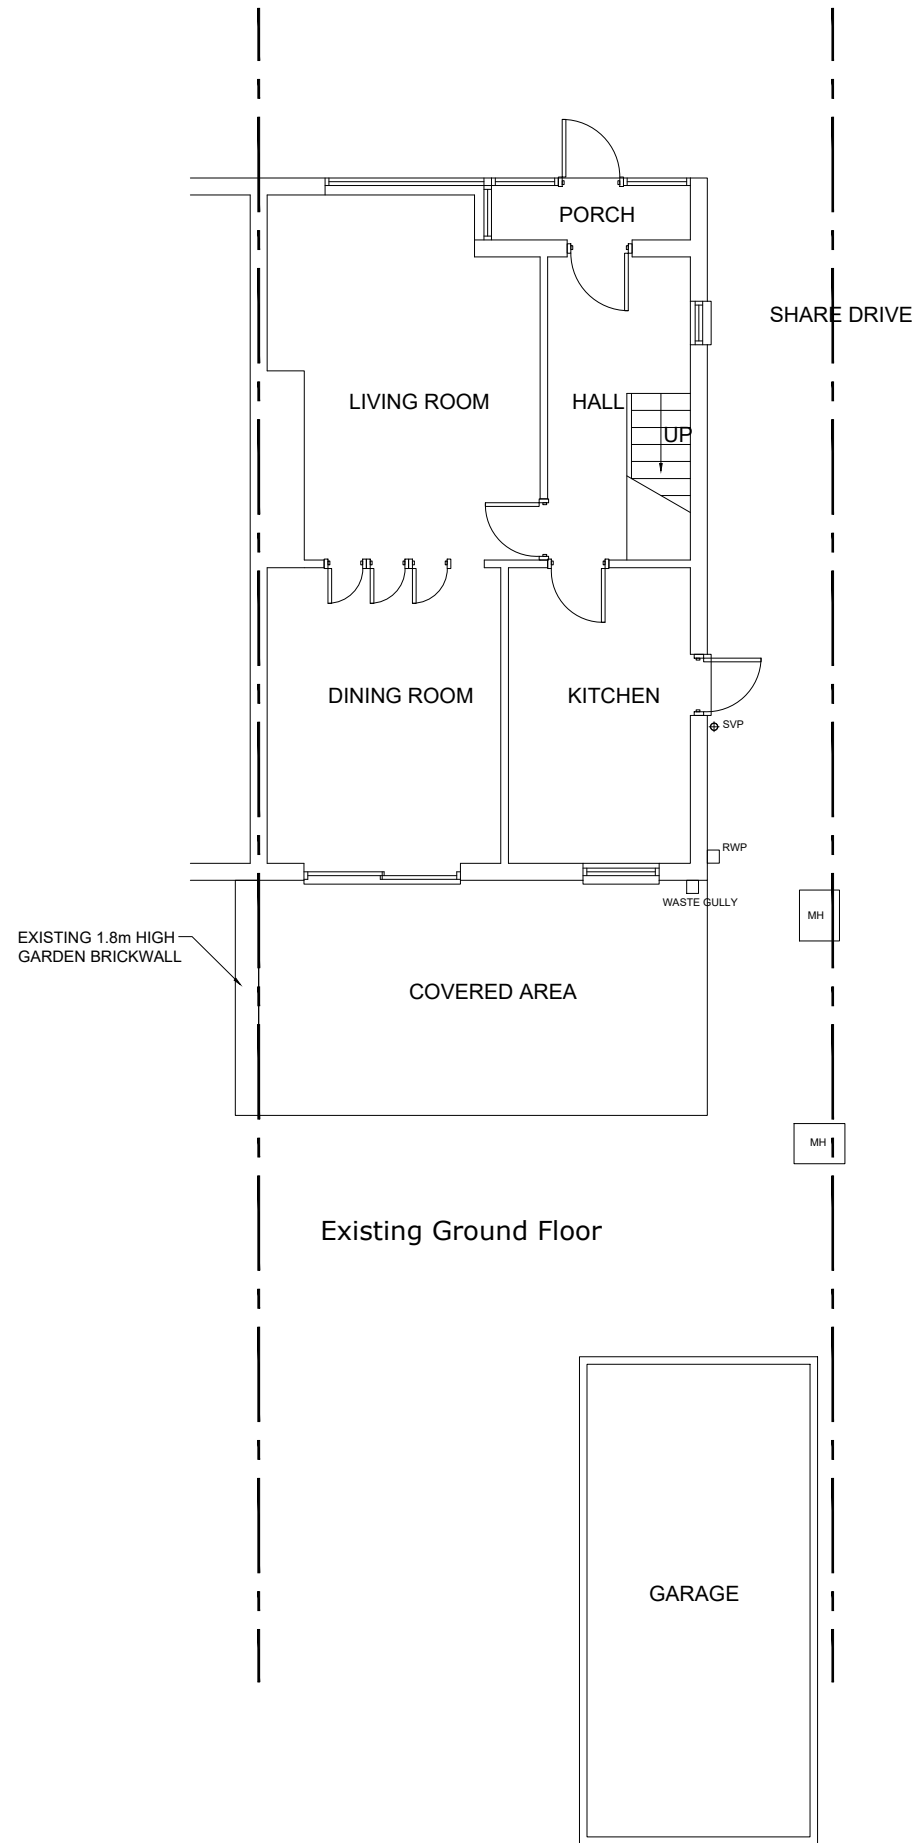 PORCH
SHARE DRIVE
LIVING ROOM
HALL
UP
DINING ROOM
KITCHEN
SVP
RWP
WASTE GULLY
MH
EXISTING 1.8m HIGH
GARDEN BRICKWALL
COVERED AREA
MH
Existing Ground Floor
GARAGE